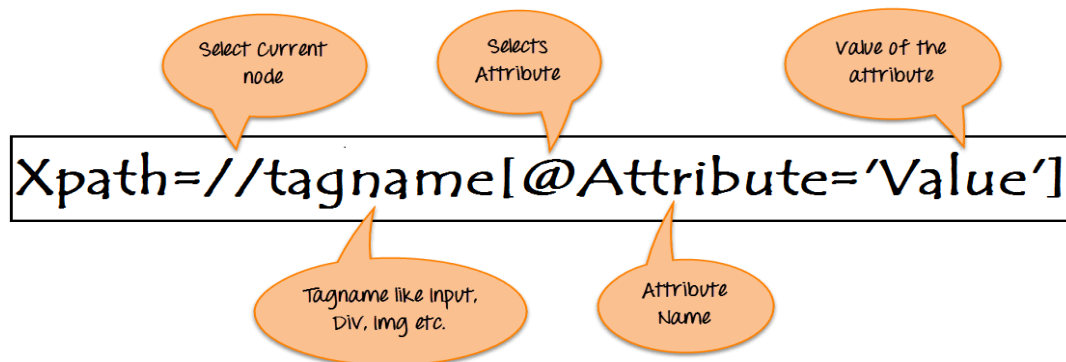 Select Current
node
Selects
Attribute
Value of the
attribute
Xpath=//tagname[@Attribute='Value']
Tagname like Input,
Div, Img etc.
Attribute
Name